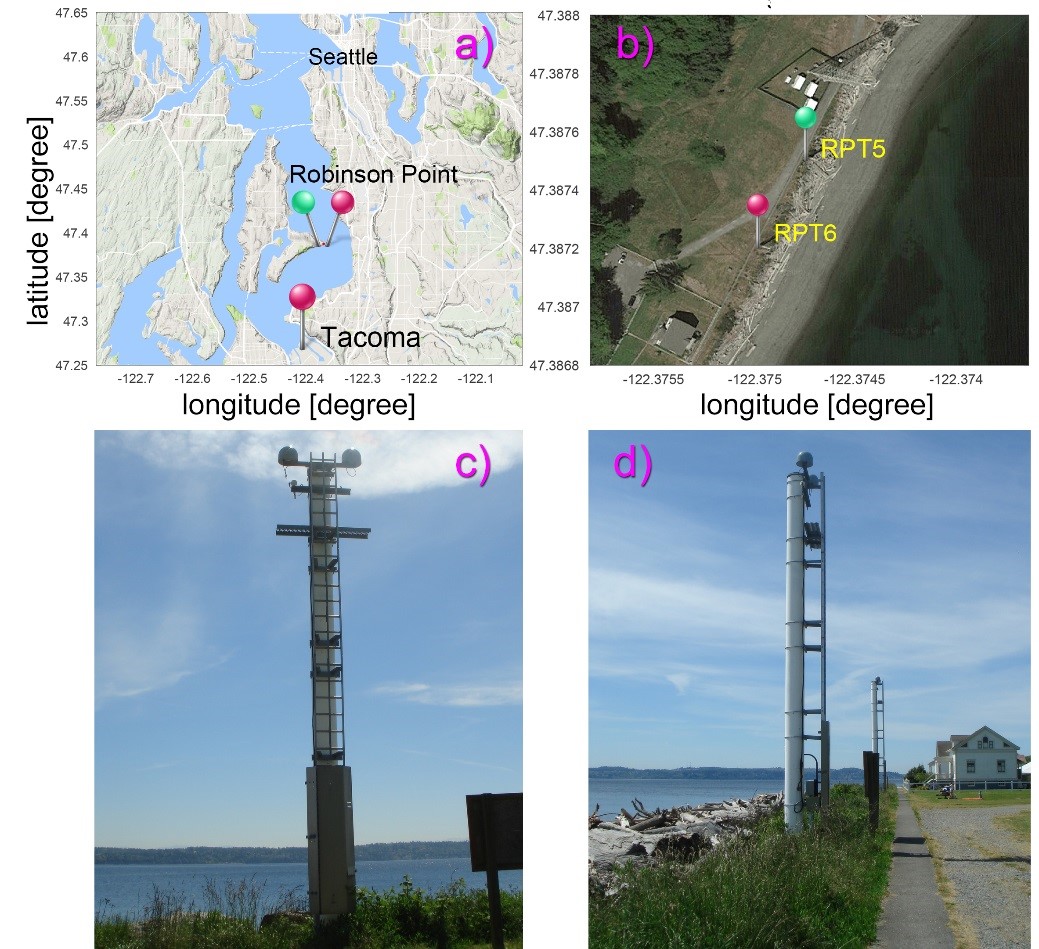 47.65
47.6
47.55
47.5
47.45
47.4
47.35
47.3
47.25
latitude [degree]
a)
Seattle
Robinson Point
Tacoma
-122.7 -122.6 -122.5 -122.4 -122.3 -122.2 -122.1
longitude [degree]
47.388
47.3878
47.3876
47.3874
47.3872
47.387
47.3868
b)
RPT5
RPT6
-122.3755 -122.375 -122.3745 -122.374
longitude [degree]
c)
d)